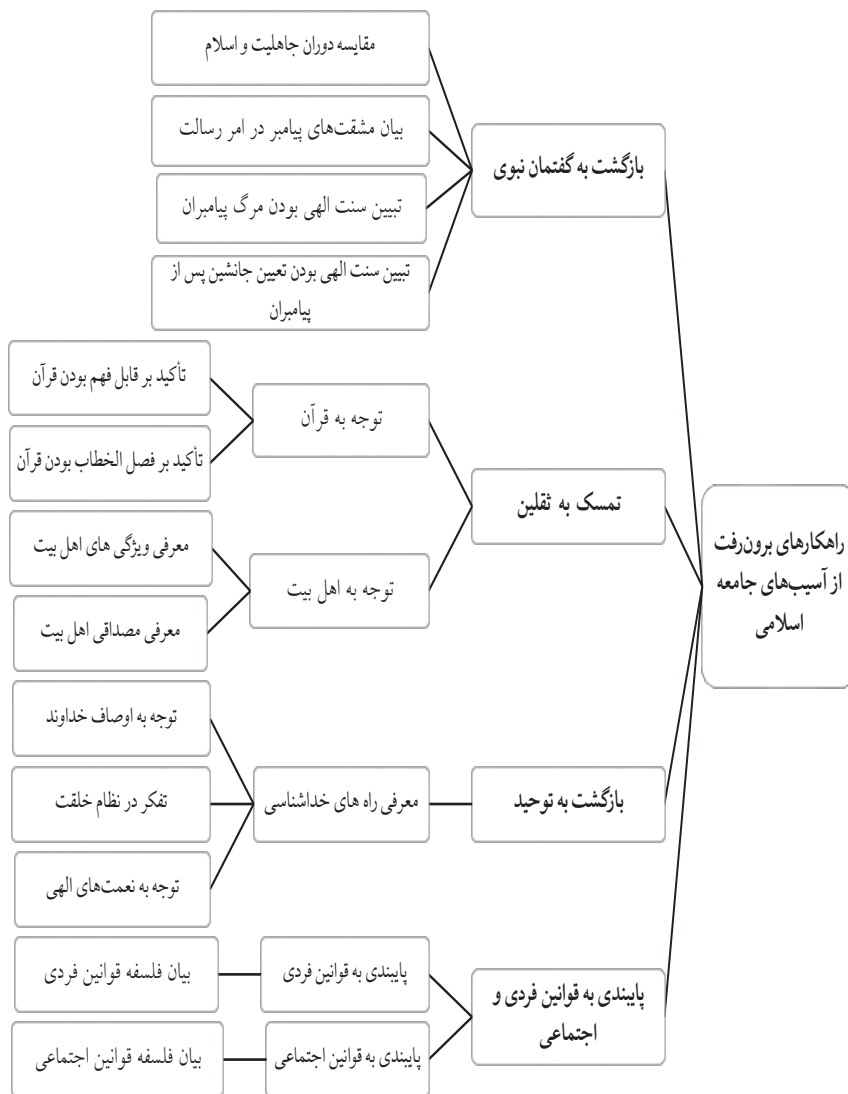 راهکارهای برون‌رفت
از آسیب‌های جامعه
اسلامی
بازگشت به گفتمان نبوی
مقایسه دوران جاهلیت و اسلام
بیان مشقت‌های پیامبر در امر رسالت
تبیین سنت الهی بودن مرگ پیامبران
تبیین سنت الهی بودن تعیین جانشین پس از
پیامبران
تمسک به ثقلین
توجه به قرآن
تأکید بر قابل فهم بودن قرآن
تأکید بر فصل الخطاب بودن قرآن
توجه به اهل بیت
معرفی ویژگی های اهل بیت
معرفی مصداقی اهل بیت
بازگشت به توحید
معرفی راه های خداشناسی
توجه به اوصاف خداوند
تفکر در نظام خلقت
توجه به نعمت‌های الهی
پایبندی به قوانین فردی و
اجتماعی
پایبندی به قوانین فردی
بیان فلسفه قوانین فردی
پایبندی به قوانین اجتماعی
بیان فلسفه قوانین اجتماعی